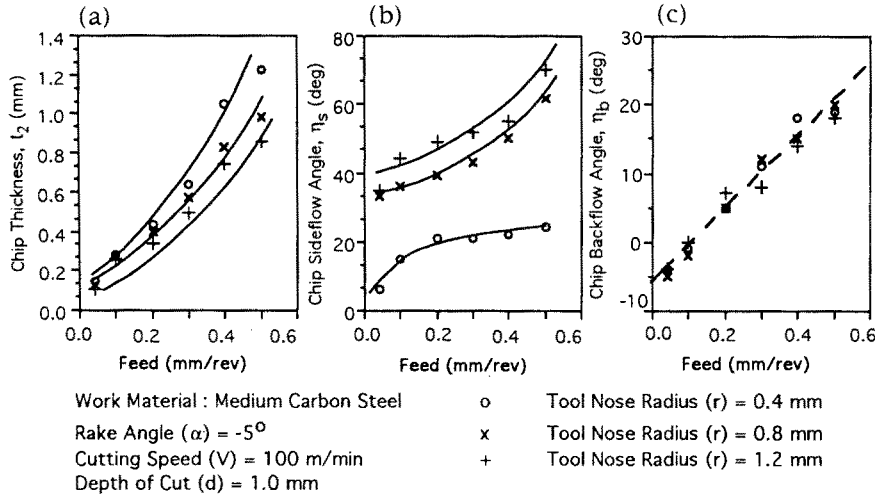 (a)
(b)
(c)
Chip Thickness, t₂ (mm)
1.4
1.2
1.0
0.8
0.6
0.4
0.2
0.0
0.0 0.2 0.4 0.6
Feed (mm/rev)
Chip Sideflow Angle, ηs (deg)
80
60
40
20
0
0.0 0.2 0.4 0.6
Feed (mm/rev)
Chip Backflow Angle, ηb (deg)
30
20
10
0
-10
0.0 0.2 0.4 0.6
Feed (mm/rev)
Work Material : Medium Carbon Steel
Rake Angle (α) = -5°
Cutting Speed (V) = 100 m/min
Depth of Cut (d) = 1.0 mm
o Tool Nose Radius (r) = 0.4 mm
x Tool Nose Radius (r) = 0.8 mm
+ Tool Nose Radius (r) = 1.2 mm